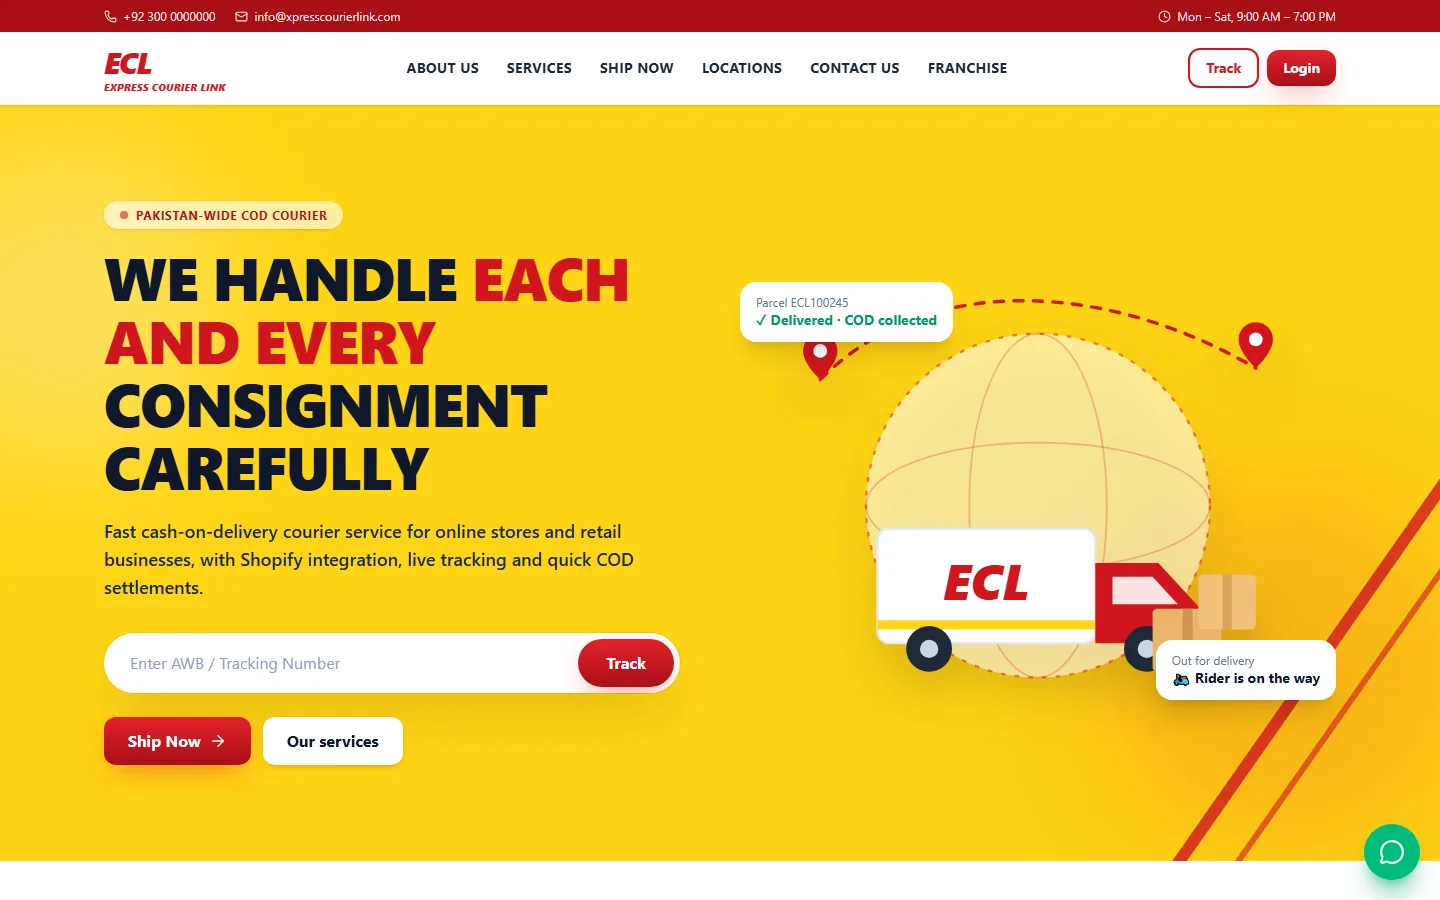 +92 300 0000000
info@xpresscourierlink.com
Mon – Sat, 9:00 AM – 7:00 PM
ECL
EXPRESS COURIER LINK
ABOUT US
SERVICES
SHIP NOW
LOCATIONS
CONTACT US
FRANCHISE
Track
Login
PAKISTAN-WIDE COD COURIER
WE HANDLE EACH
AND EVERY
CONSIGNMENT
CAREFULLY
Fast cash-on-delivery courier service for online stores and retail
businesses, with Shopify integration, live tracking and quick COD
settlements.
Enter AWB / Tracking Number
Track
Ship Now
Our services
Parcel ECL100245
✓ Delivered · COD collected
ECL
Out for delivery
Rider is on the way